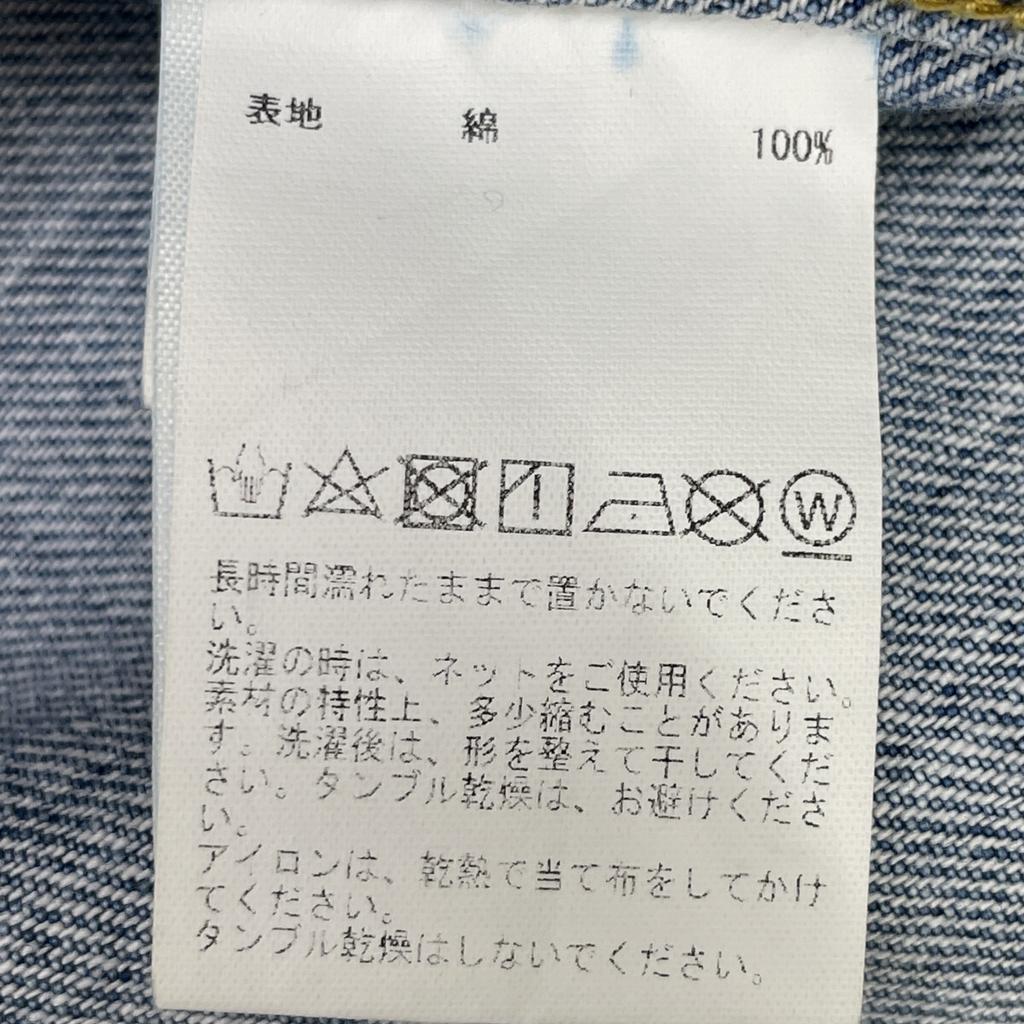 表地 綿 100%
W
長時間濡れたままで置かないでくださ
い。
洗濯の時は、ネットをご使用ください。
素材の特性上、多少縮むことがありま
す。洗濯後は、形を整えて干してくだ
さい。タンブル乾燥は、お避けくださ
い。
アイロンは、乾熱で当て布をしてかけ
てください。
タンブル乾燥はしないでください。